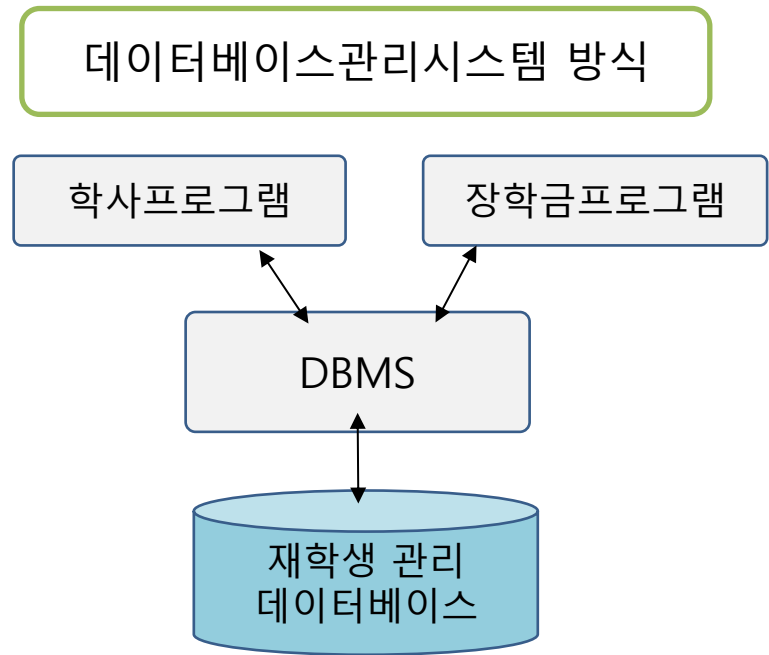 데이터베이스관리시스템 방식
학사프로그램
장학금프로그램
DBMS
재학생 관리
데이터베이스